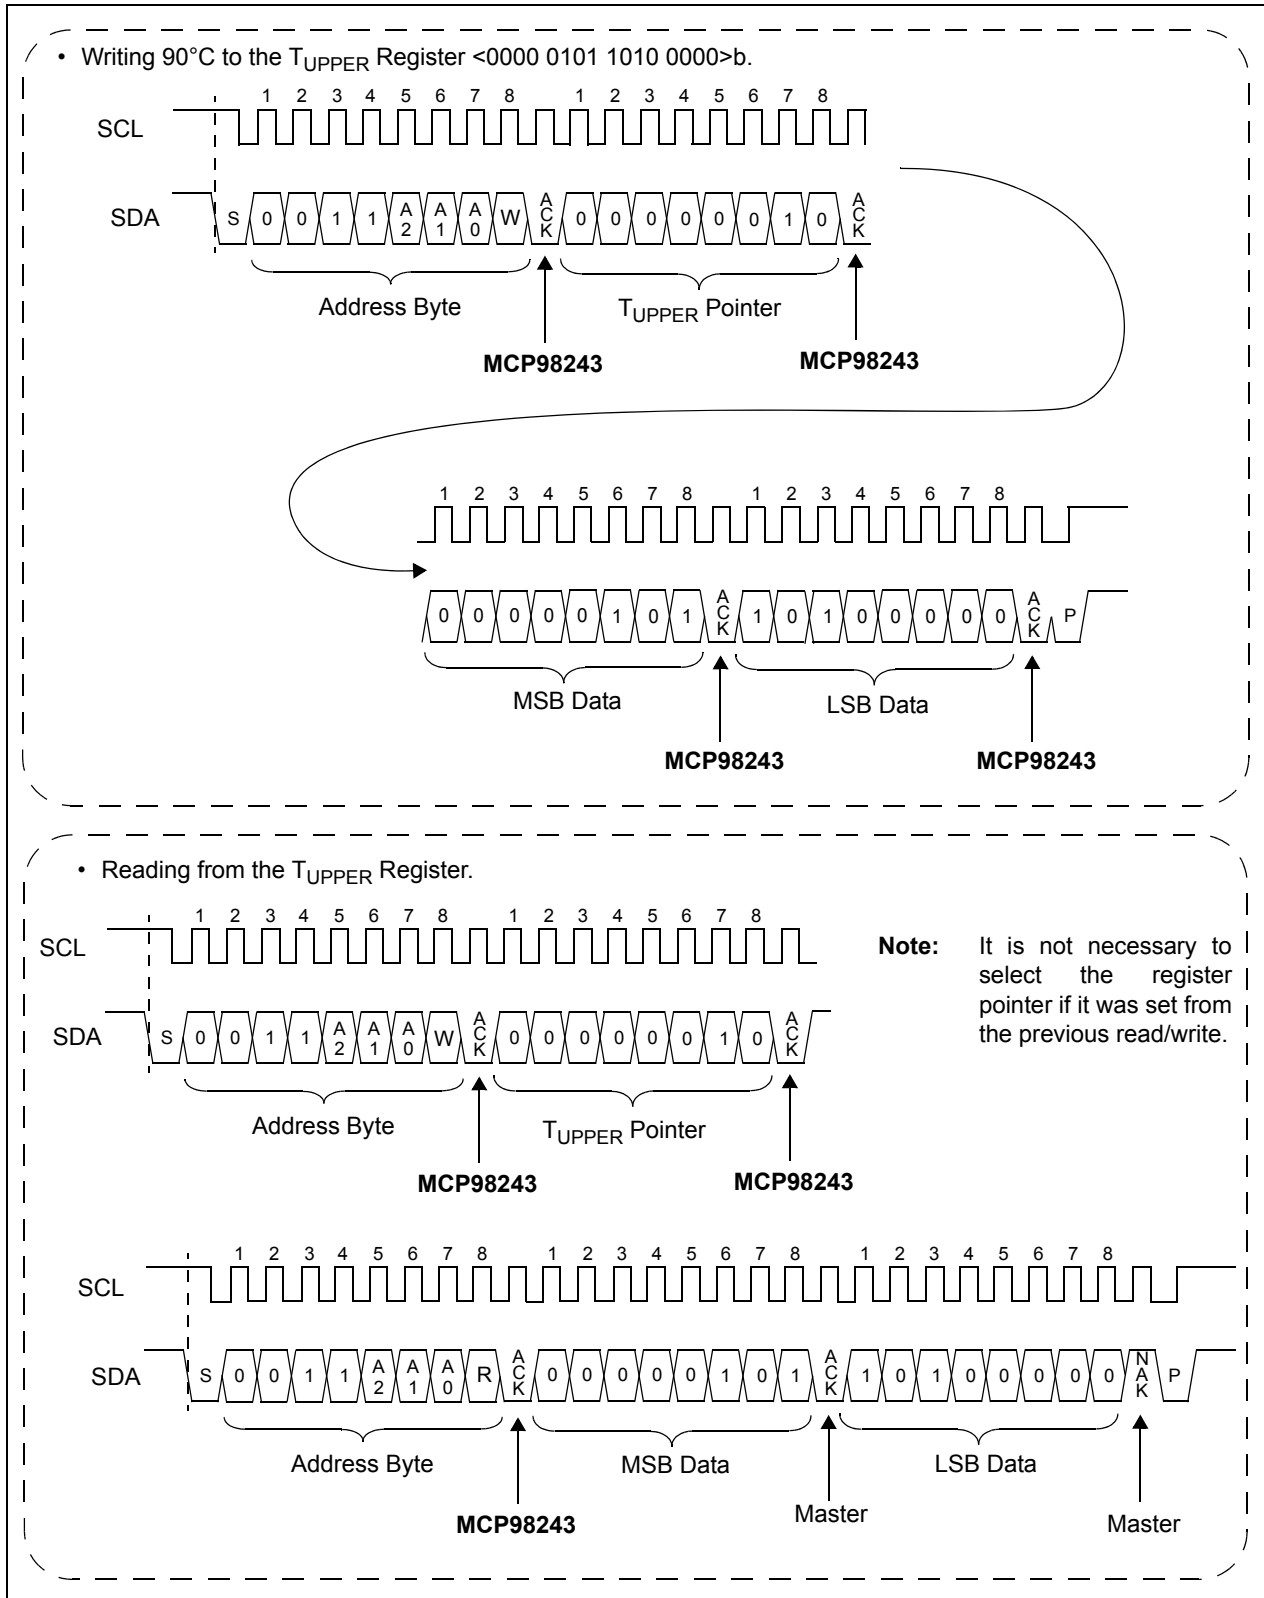 • Writing 90°C to the TUPPER Register <0000 0101 1010 0000>b.
1 2 3 4 5 6 7 8 1 2 3 4 5 6 7 8
SCL
SDA S 0 0 1 1 A2 A1 A0 W ACK 0 0 0 0 0 0 1 0 ACK
Address Byte TUPPER Pointer
MCP98243 MCP98243
1 2 3 4 5 6 7 8 1 2 3 4 5 6 7 8
0 0 0 0 0 1 0 1 ACK 1 0 1 0 0 0 0 0 ACK P
MSB Data LSB Data
MCP98243 MCP98243
• Reading from the TUPPER Register.
1 2 3 4 5 6 7 8 1 2 3 4 5 6 7 8
SCL
Note: It is not necessary to
select the register
pointer if it was set from
the previous read/write.
SDA S 0 0 1 1 A2 A1 A0 W ACK 0 0 0 0 0 0 1 0 ACK
Address Byte TUPPER Pointer
MCP98243 MCP98243
1 2 3 4 5 6 7 8 1 2 3 4 5 6 7 8 1 2 3 4 5 6 7 8
SCL
SDA S 0 0 1 1 A2 A1 A0 R ACK 0 0 0 0 0 1 0 1 ACK 1 0 1 0 0 0 0 0 NAK P
Address Byte MSB Data LSB Data
MCP98243 Master Master